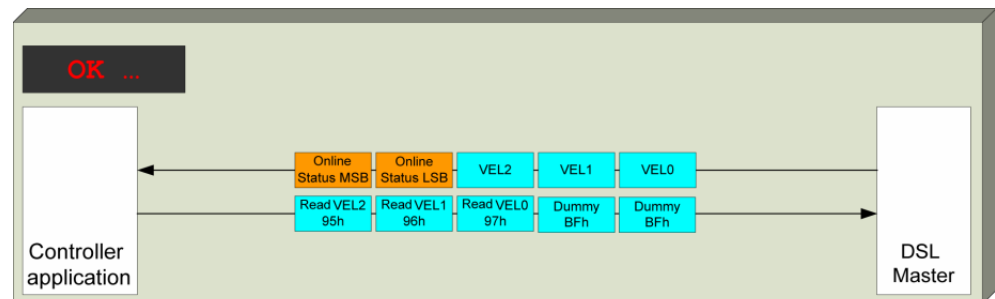 OK ...
Online
Status MSB
Online
Status LSB
VEL2
VEL1
VEL0
Read VEL2
95h
Read VEL1
96h
Read VEL0
97h
Dummy
BFh
Dummy
BFh
Controller
application
DSL
Master